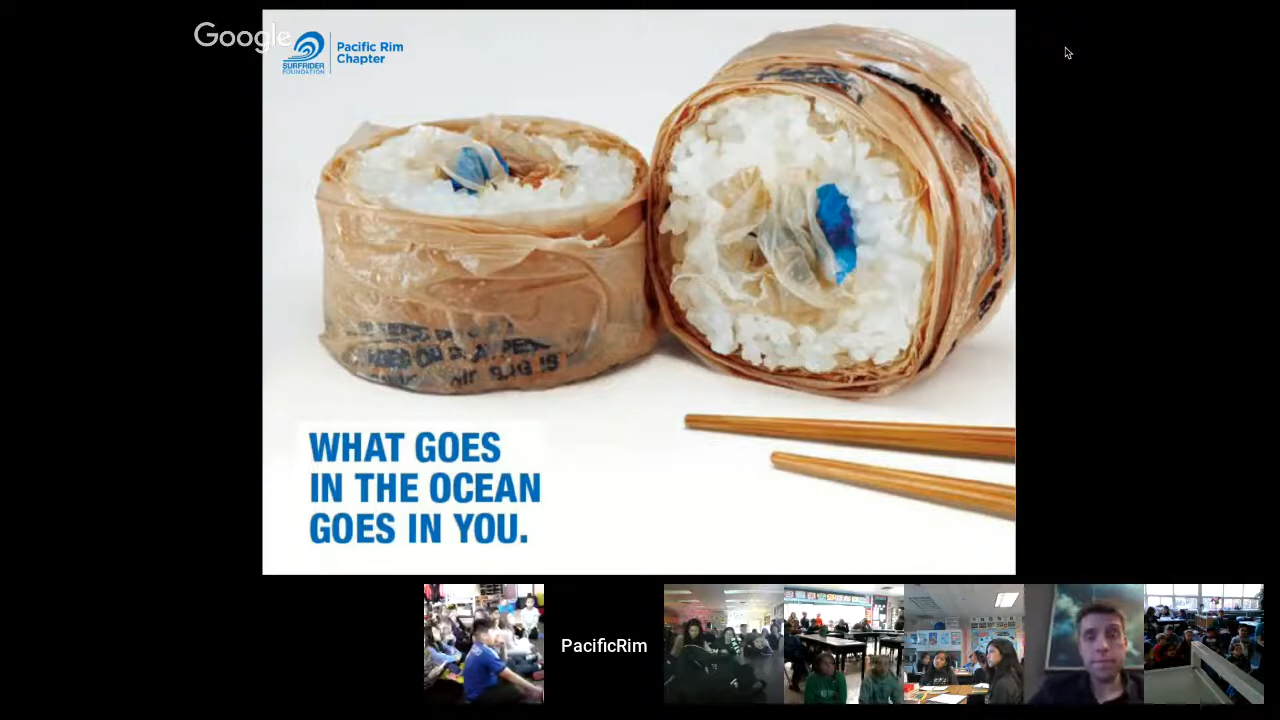 Google
SURFRIDER
FOUNDATION
Pacific Rim
Chapter
WHAT GOES
IN THE OCEAN
GOES IN YOU.
PacificRim